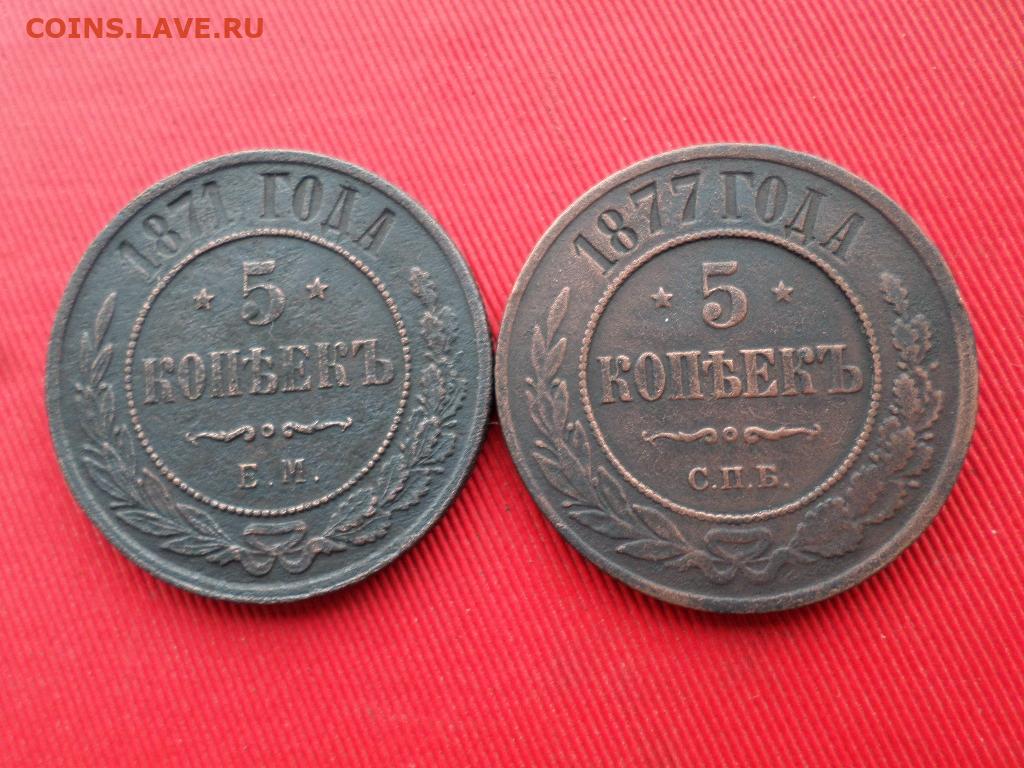 COINS.LAVE.RU
1871 ГОДА
5
КОПѢЕКЪ
Е.М.
1877 ГОДА
5
КОПѢЕКЪ
С.П.Б.